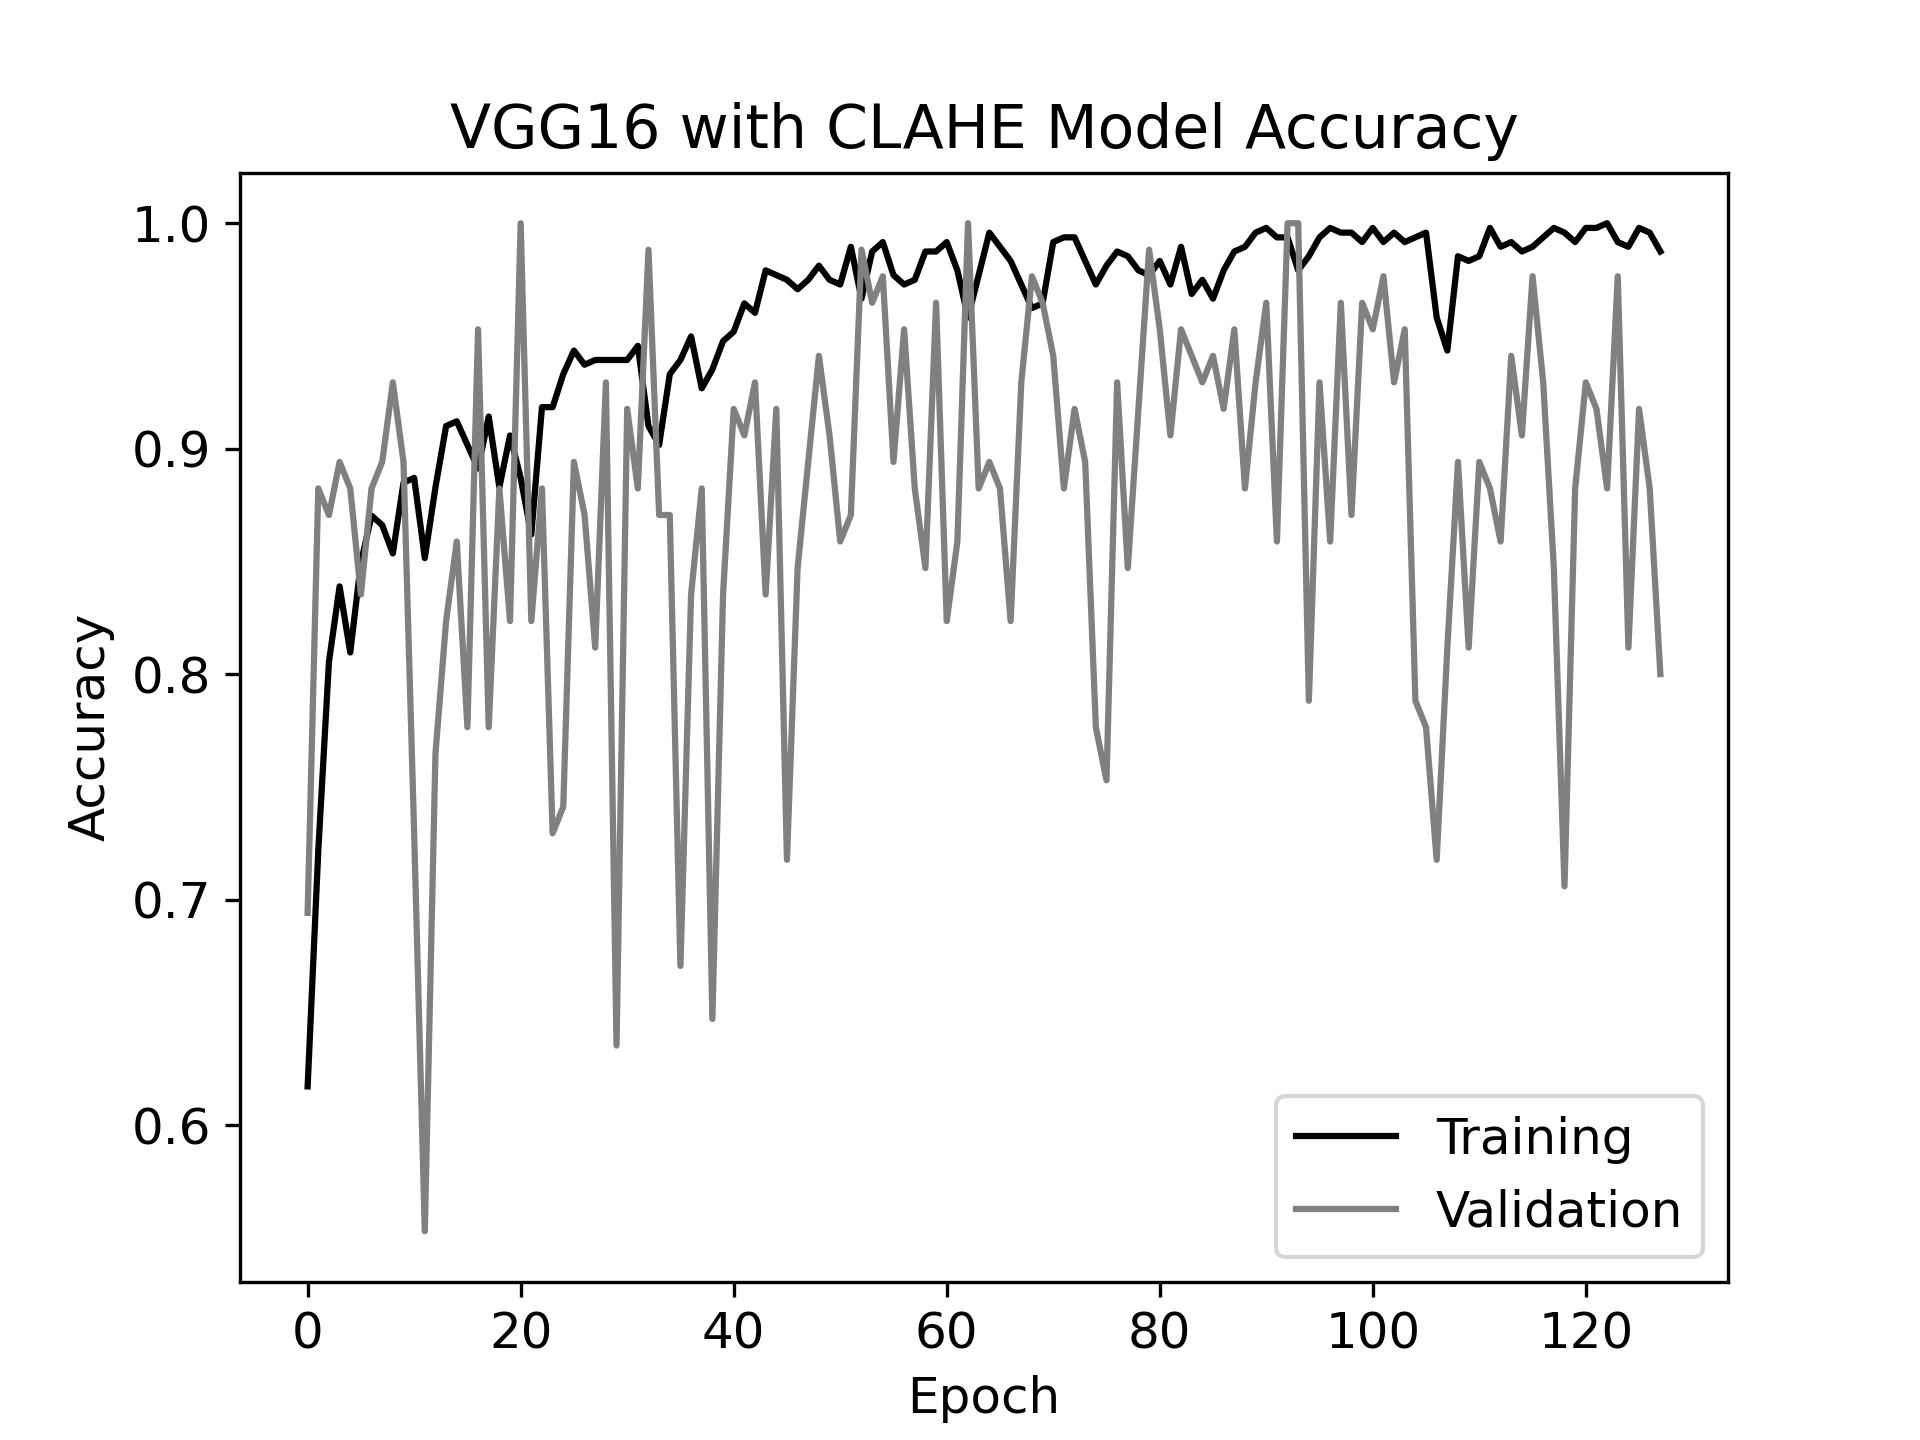 VGG16 with CLAHE Model Accuracy
1.0
0.9
0.8
0.7
0.6
Accuracy
Training
Validation
0 20 40 60 80 100 120
Epoch